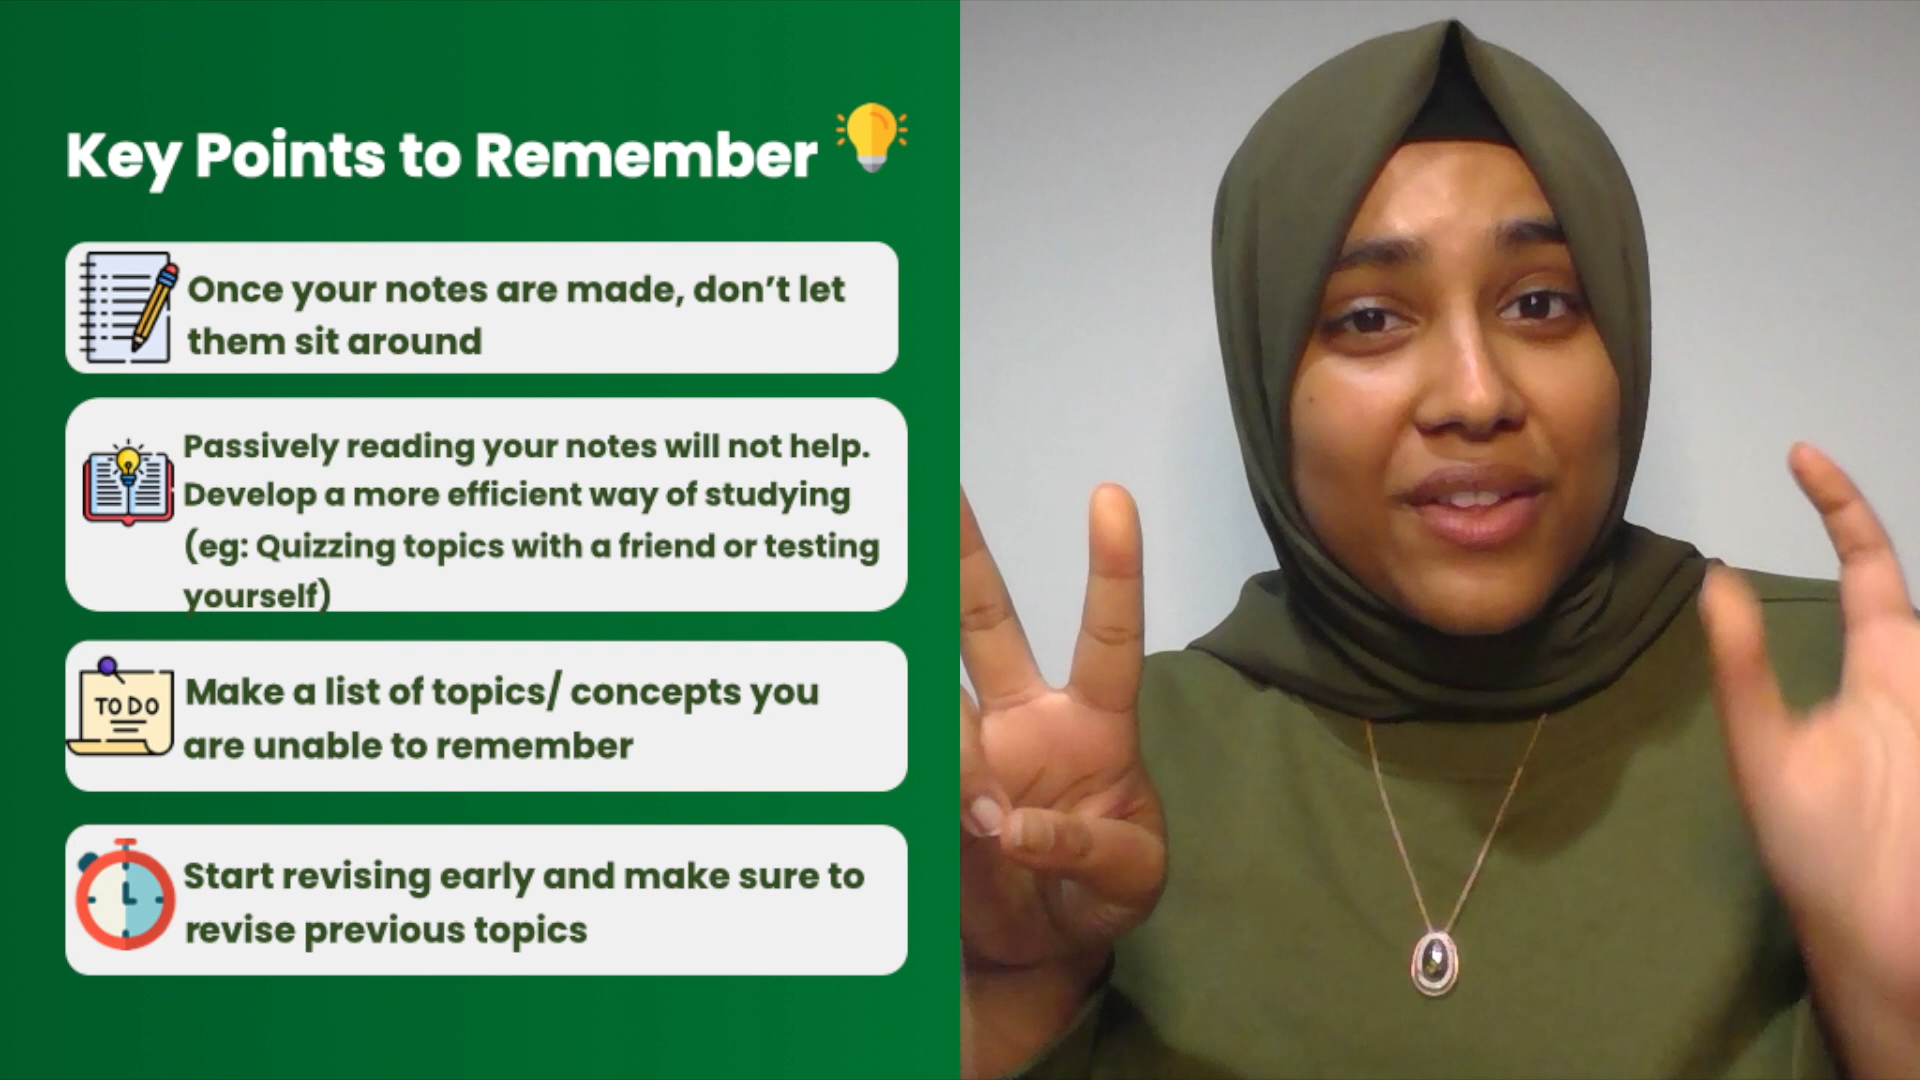 Key Points to Remember
Once your notes are made, don't let
them sit around
Passively reading your notes will not help.
Develop a more efficient way of studying
(eg: Quizzing topics with a friend or testing
yourself)
TO DO
Make a list of topics/ concepts you
are unable to remember
Start revising early and make sure to
revise previous topics